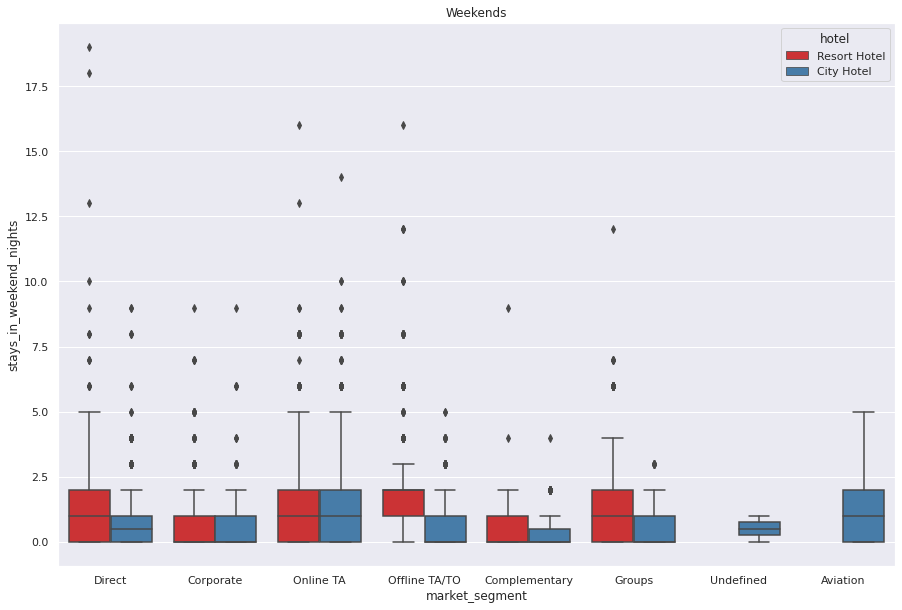 Weekends
hotel
Resort Hotel
City Hotel
stays_in_weekend_nights
17.5
15.0
12.5
10.0
7.5
5.0
2.5
0.0
Direct Corporate Online TA Offline TA/TO Complementary Groups Undefined Aviation
market_segment